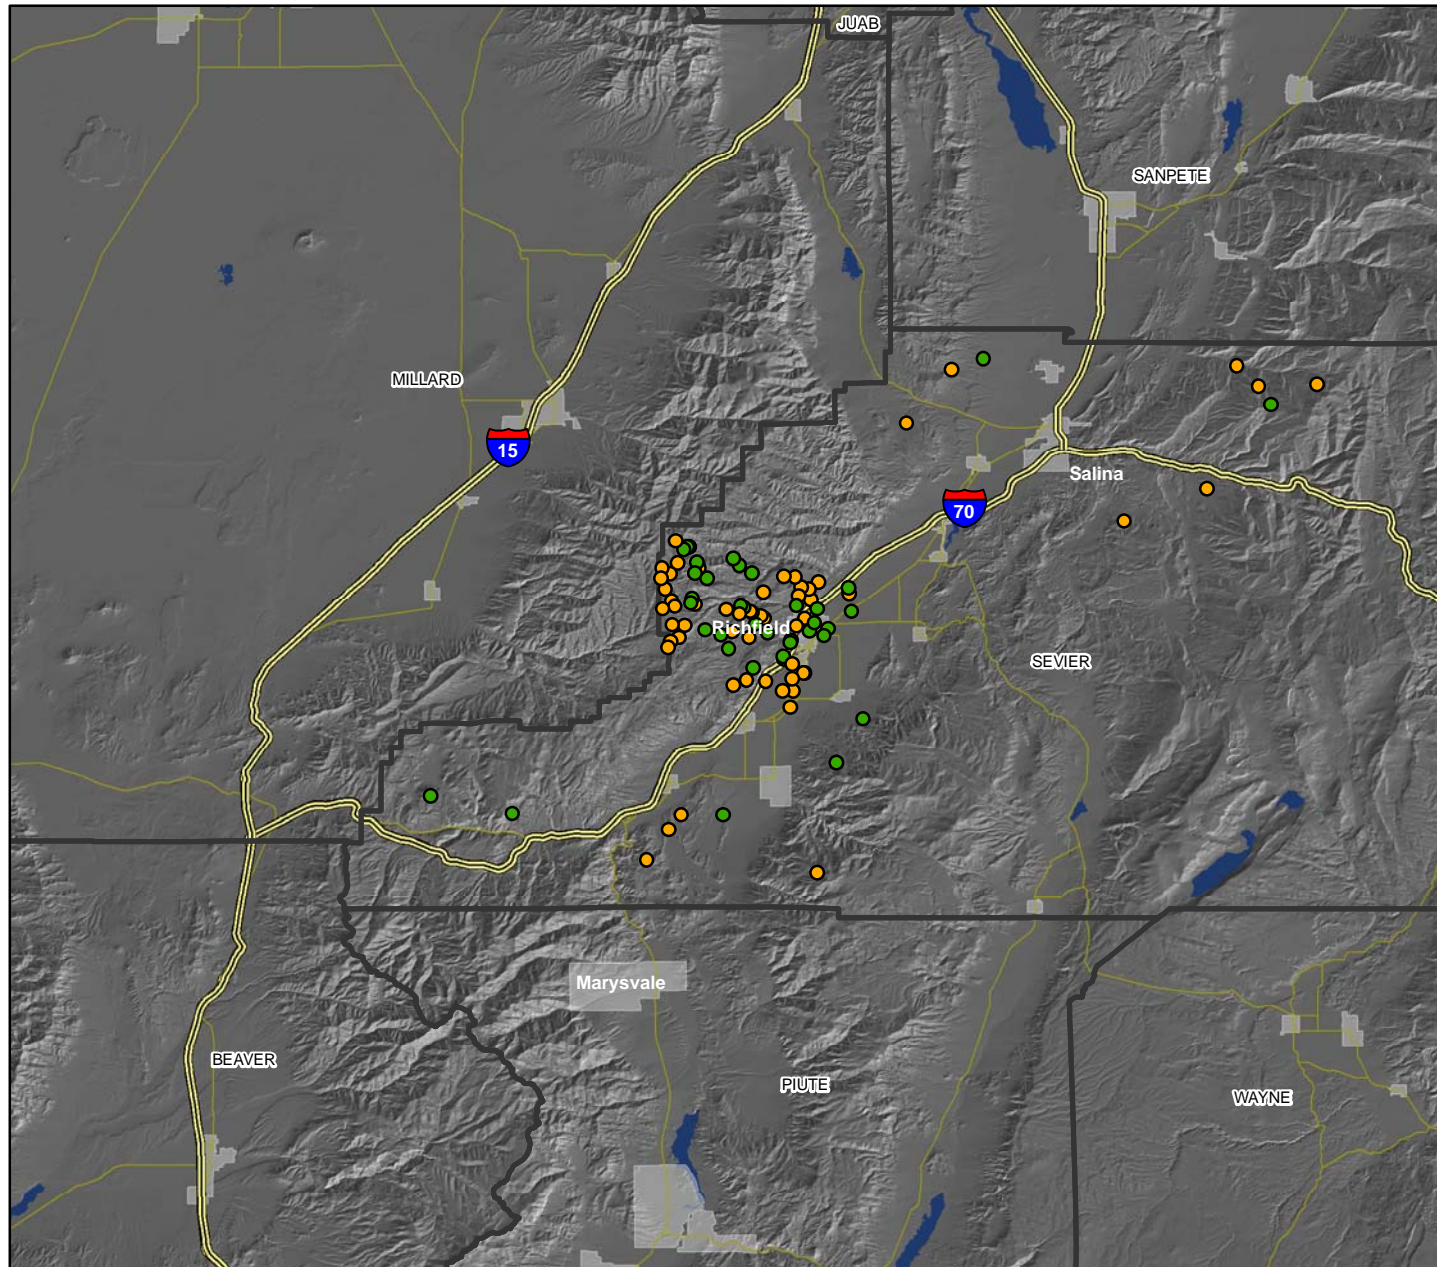 JUAB
SANPETE
MILLARD
15
Salina
70
Richfield
SEVIER
Marysvale
BEAVER
PIUTE
WAYNE